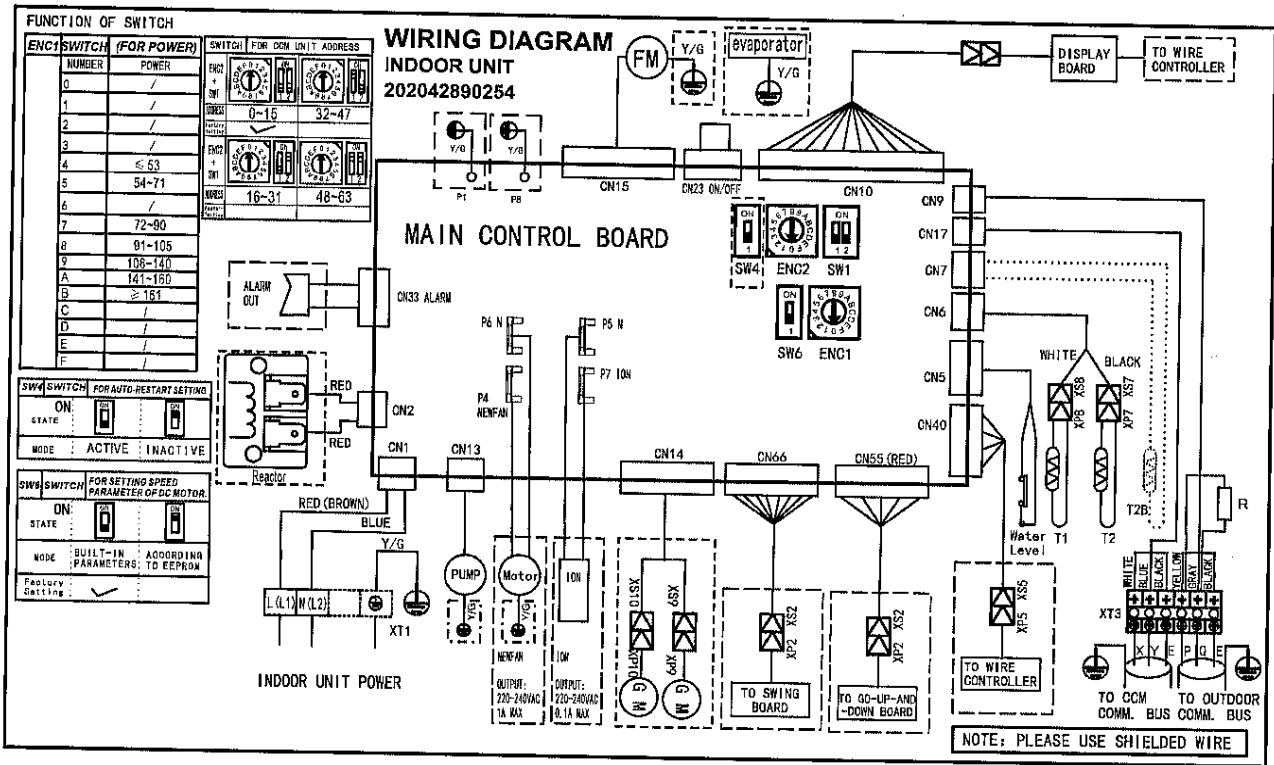 FUNCTION OF SWITCH
ENC1 SWITCH (FOR POWER)
NUMBER POWER
0 /
1 /
2 /
3 /
4 ≤ 53
5 54~71
6 /
7 72~90
8 91~105
9 106~140
A 141~160
B ≥ 161
C /
D /
E /
F /
SWITCH FOR CCM UNIT ADDRESS
ENC2 + SW1
ADDRESS 0~15 32~47
ENC2 + SW1
ADDRESS 16~31 48~63
SW4 SWITCH FOR AUTO-RESTART SETTING
ON
STATE
MODE ACTIVE INACTIVE
SW6 SWITCH FOR SETTING SPEED PARAMETER OF DC MOTOR.
ON
STATE
MODE BUILT-IN PARAMETERS ACCORDING TO EEPROM
Factory Setting
WIRING DIAGRAM
INDOOR UNIT
202042890254
FM Y/G
evaporator
Y/G
DISPLAY BOARD
TO WIRE CONTROLLER
Y/G Y/G
P1 P8
CN15
CN23 ON/OFF
CN10
CN9
CN17
CN7
CN6
CN5
CN40
MAIN CONTROL BOARD
ON ON
1 1 2
SW4 ENC2 SW1
ON
1
SW6 ENC1
ALARM OUT
CN33 ALARM
RED
RED
CN2
Reactor
P6 N
P4 NEWFAN
P5 N
P7 ION
CN1
CN13
CN14
CN66
CN55 (RED)
RED (BROWN)
BLUE
Y/G
L(L1) N(L2)
XT1
INDOOR UNIT POWER
PUMP
Y/G
Motor
Y/G
NEWFAN
OUTPUT:
220-240VAC
1A MAX
ION
ION
OUTPUT:
220-240VAC
0.1A MAX
XS10 XP10
XS9 XP9
G M G M
XS2 XP2
TO SWING BOARD
XS2 XP2
TO GO-UP-AND
-DOWN BOARD
XS5 XP5
TO WIRE CONTROLLER
WHITE BLACK
XS8 XP8
XS7 XP7
Water Level
T1
T2
T2B
R
WHITE BLUE BLACK YELLOW GRAY BLACK
XT3
X Y E P Q E
TO CCM COMM. BUS
TO OUTDOOR COMM. BUS
NOTE: PLEASE USE SHIELDED WIRE